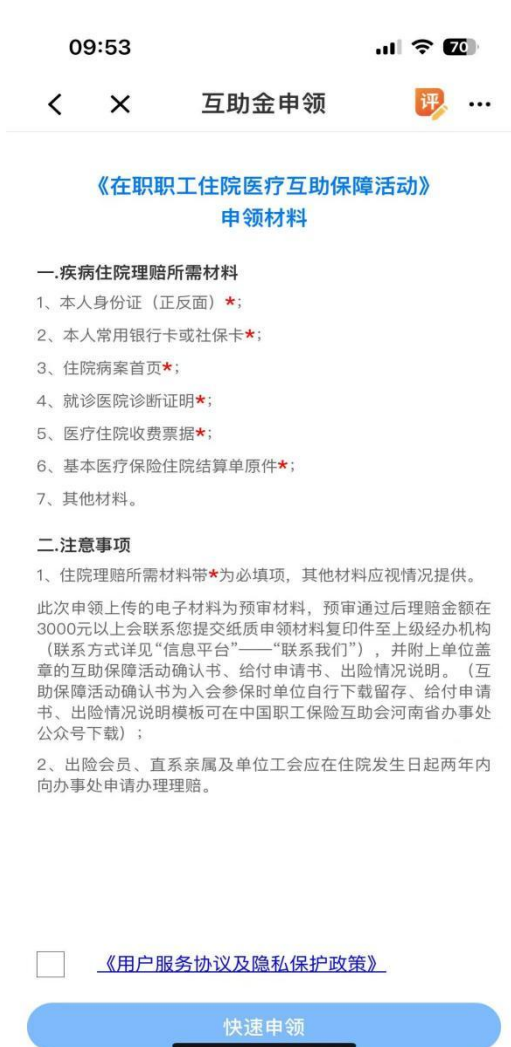 09:53
70
互助金申领
评
《在职职工住院医疗互助保障活动》
申领材料
一.疾病住院理赔所需材料
1、本人身份证（正反面）*;
2、本人常用银行卡或社保卡*;
3、住院病案首页*;
4、就诊医院诊断证明*;
5、医疗住院收费票据*;
6、基本医疗保险住院结算单原件*;
7、其他材料。
二.注意事项
1、住院理赔所需材料带*为必填项，其他材料应视情况提供。
此次申领上传的电子材料为预审材料，预审通过后理赔金额在
3000元以上会联系您提交纸质申领材料复印件至上级经办机构
（联系方式详见“信息平台”——“联系我们”），并附上单位盖
章的互助保障活动确认书、给付申请书、出险情况说明。（互
助保障活动确认书为入会参保时单位自行下载留存、给付申请
书、出险情况说明模板可在中国职工保险互助会河南省办事处
公众号下载）;
2、出险会员、直系亲属及单位工会应在住院发生日起两年内
向办事处申请办理理赔。
《用户服务协议及隐私保护政策》
快速申领